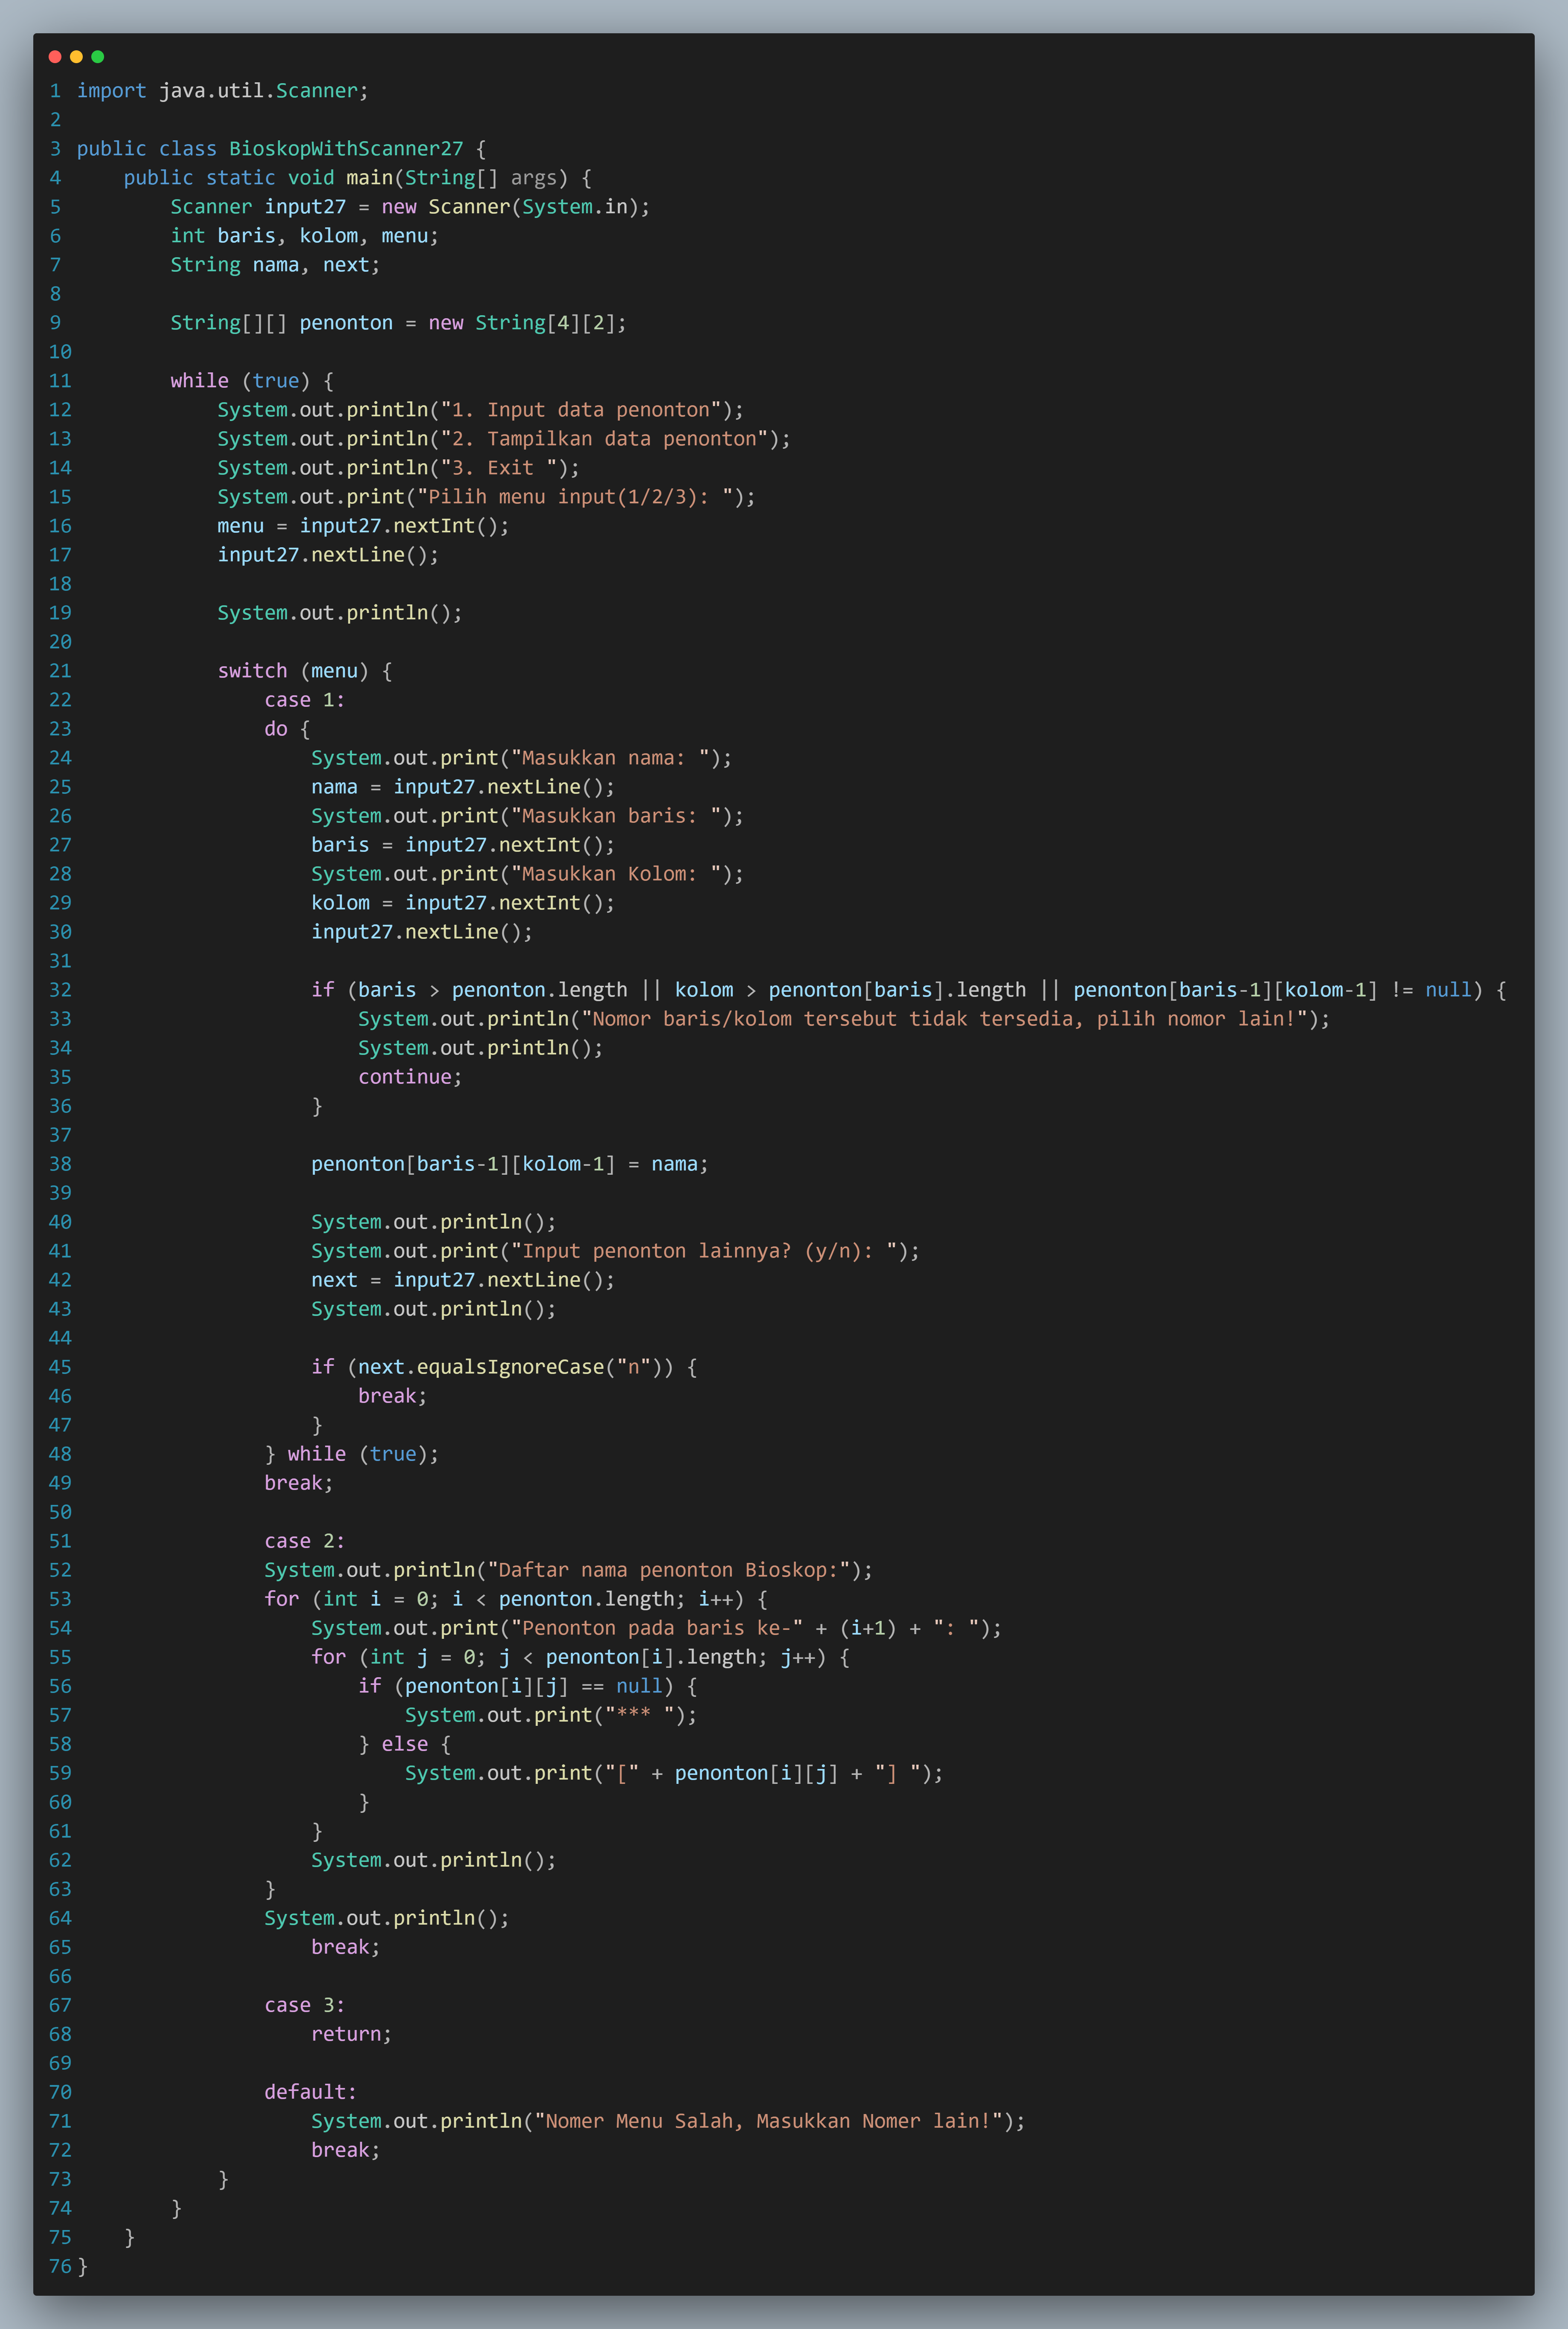 1 import java.util.Scanner;
2
3 public class BioskopWithScanner27 {
4     public static void main(String[] args) {
5         Scanner input27 = new Scanner(System.in);
6         int baris, kolom, menu;
7         String nama, next;
8
9         String[][] penonton = new String[4][2];
10
11         while (true) {
12             System.out.println("1. Input data penonton");
13             System.out.println("2. Tampilkan data penonton");
14             System.out.println("3. Exit ");
15             System.out.print("Pilih menu input(1/2/3): ");
16             menu = input27.nextInt();
17             input27.nextLine();
18
19             System.out.println();
20
21             switch (menu) {
22                 case 1:
23                 do {
24                     System.out.print("Masukkan nama: ");
25                     nama = input27.nextLine();
26                     System.out.print("Masukkan baris: ");
27                     baris = input27.nextInt();
28                     System.out.print("Masukkan Kolom: ");
29                     kolom = input27.nextInt();
30                     input27.nextLine();
31
32                     if (baris > penonton.length || kolom > penonton[baris].length || penonton[baris-1][kolom-1] != null) {
33                         System.out.println("Nomor baris/kolom tersebut tidak tersedia, pilih nomor lain!");
34                         System.out.println();
35                         continue;
36                     }
37
38                     penonton[baris-1][kolom-1] = nama;
39
40                     System.out.println();
41                     System.out.print("Input penonton lainnya? (y/n): ");
42                     next = input27.nextLine();
43                     System.out.println();
44
45                     if (next.equalsIgnoreCase("n")) {
46                         break;
47                     }
48                 } while (true);
49                 break;
50
51                 case 2:
52                 System.out.println("Daftar nama penonton Bioskop:");
53                 for (int i = 0; i < penonton.length; i++) {
54                     System.out.print("Penonton pada baris ke-" + (i+1) + ": ");
55                     for (int j = 0; j < penonton[i].length; j++) {
56                         if (penonton[i][j] == null) {
57                             System.out.print("*** ");
58                         } else {
59                             System.out.print("[" + penonton[i][j] + "] ");
60                         }
61                     }
62                     System.out.println();
63                 }
64                 System.out.println();
65                     break;
66
67                 case 3:
68                     return;
69
70                 default:
71                     System.out.println("Nomer Menu Salah, Masukkan Nomer lain!");
72                     break;
73             }
74         }
75     }
76 }